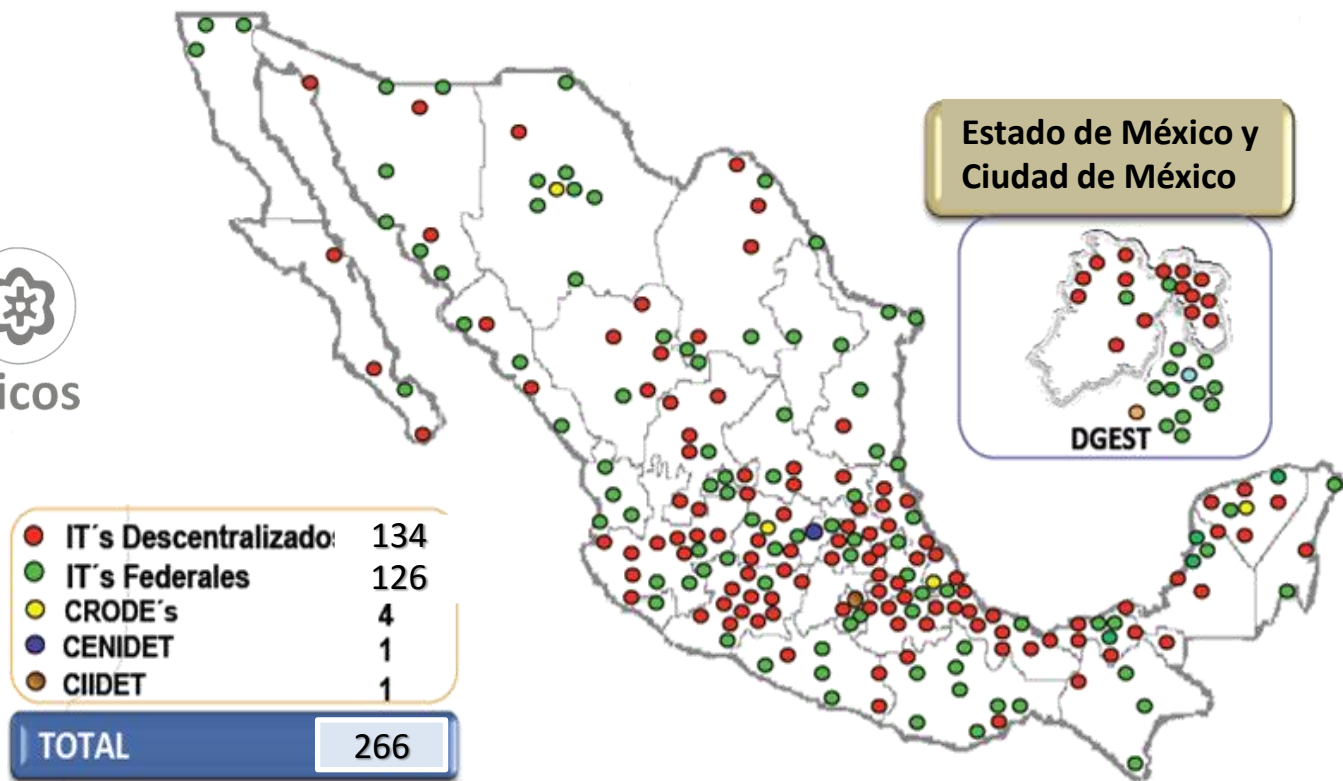 Estado de México y
Ciudad de México
DGEST
icos
IT´s Descentralizado 134
IT´s Federales 126
CRODE´s 4
CENIDET 1
CIIDET 1
TOTAL 266